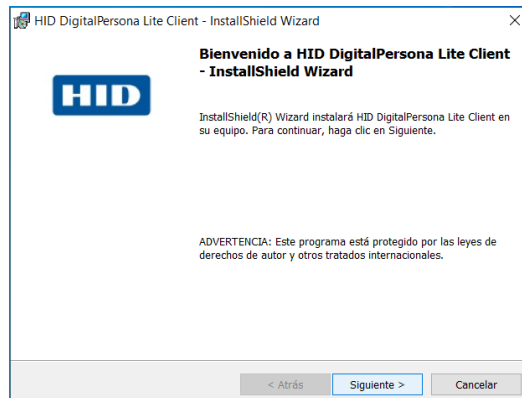 HID DigitalPersona Lite Client - InstallShield Wizard
Bienvenido a HID DigitalPersona Lite Client
- InstallShield Wizard
HID
InstallShield(R) Wizard instalará HID DigitalPersona Lite Client en
su equipo. Para continuar, haga clic en Siguiente.
ADVERTENCIA: Este programa está protegido por las leyes de
derechos de autor y otros tratados internacionales.
< Atrás
Siguiente >
Cancelar